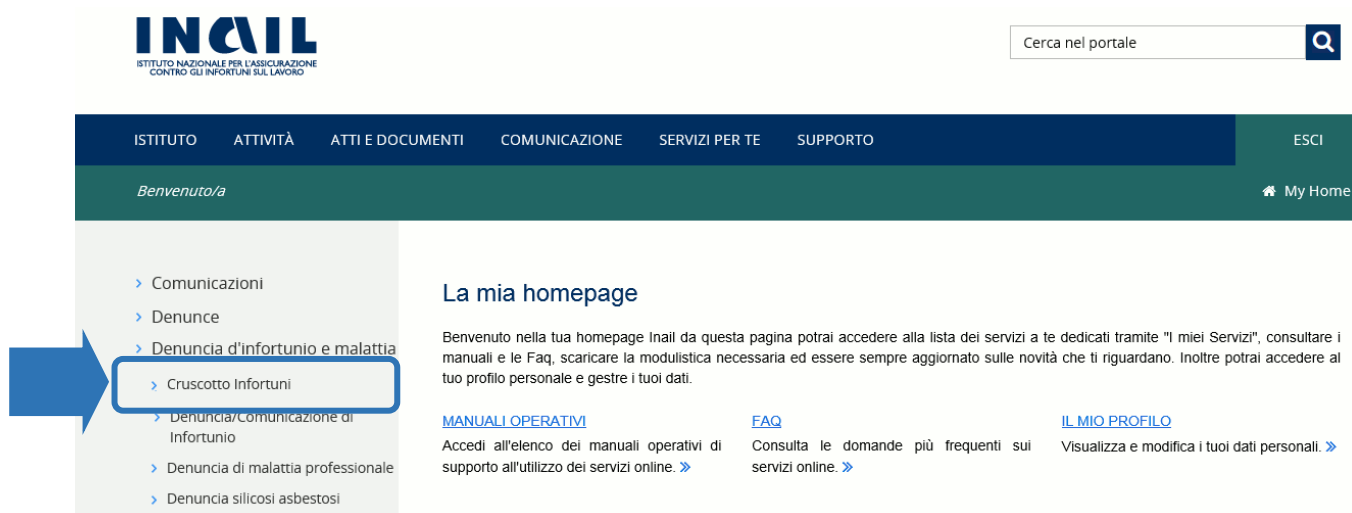 INAIL
ISTITUTO NAZIONALE PER L'ASSICURAZIONE
CONTRO GLI INFORTUNI SUL LAVORO
Cerca nel portale
ISTITUTO ATTIVITÀ ATTI E DOCUMENTI COMUNICAZIONE SERVIZI PER TE SUPPORTO ESCI
Benvenuto/a
My Home
Comunicazioni
Denunce
Denuncia d'infortunio e malattia
Cruscotto Infortuni
Denuncia/Comunicazione di
Infortunio
Denuncia di malattia professionale
Denuncia silicosi asbestosi
La mia homepage
Benvenuto nella tua homepage Inail da questa pagina potrai accedere alla lista dei servizi a te dedicati tramite "I miei Servizi", consultare i
manuali e le Faq, scaricare la modulistica necessaria ed essere sempre aggiornato sulle novità che ti riguardano. Inoltre potrai accedere al
tuo profilo personale e gestre i tuoi dati.
MANUALI OPERATIVI
Accedi all'elenco dei manuali operativi di
supporto all'utilizzo dei servizi online. »
FAQ
Consulta le domande più frequenti sui
servizi online. »
IL MIO PROFILO
Visualizza e modifica i tuoi dati personali. »